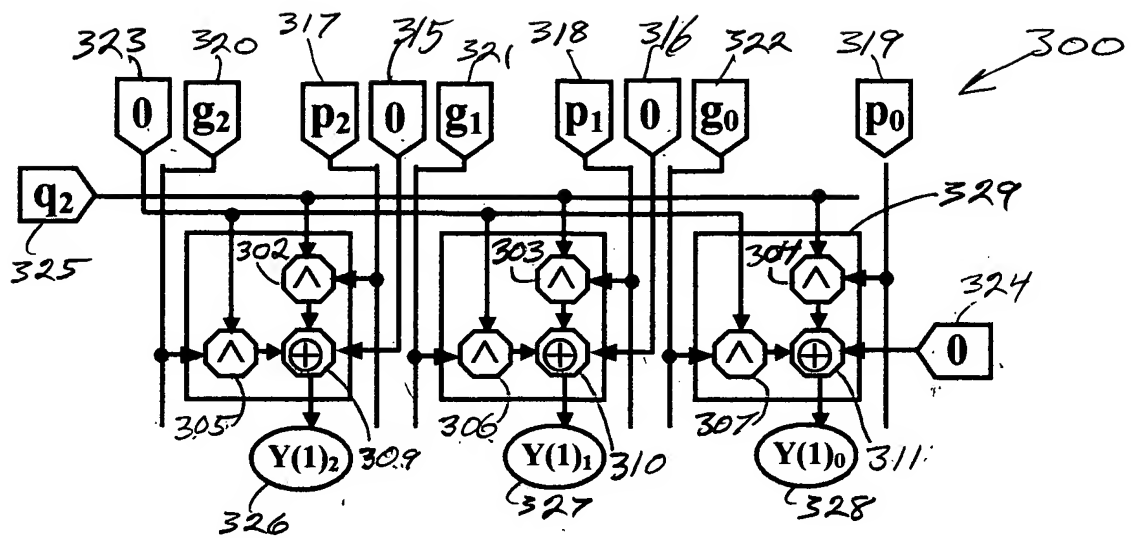 323 320 317 315 321 318 316 322 319 300
0 g₂ p₂ 0 g₁ p₁ 0 g₀ p₀
q₂ 329
325 302 ∧ 303 ∧ 304 ∧ 324
∧ ⊕ ∧ ⊕ ∧ ⊕ 0
305 306 307
Y(1)₂ 309 Y(1)₁ 310 Y(1)₀ 311
326 327 328